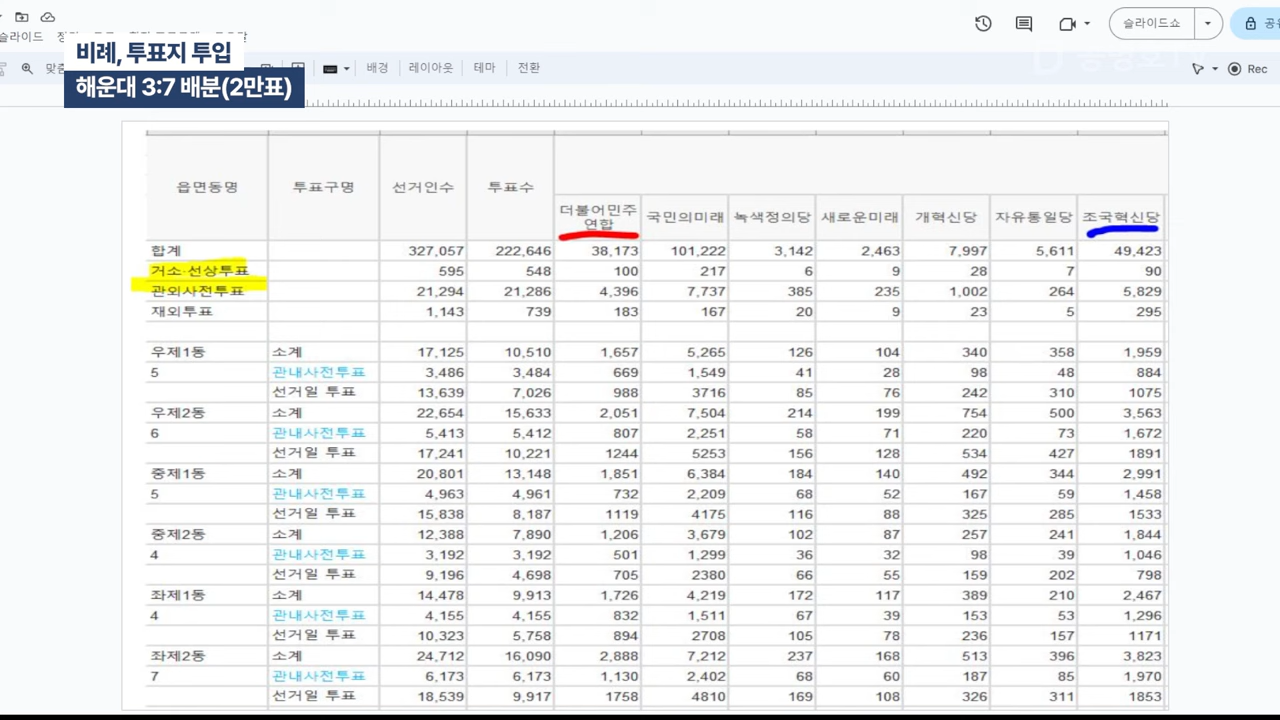 슬라이드쇼
비례, 투표지 투입
해운대 3:7 배분(2만표)
배경 레이아웃 테마 전환 Rec
읍면동명 투표구명 선거인수 투표수 더불어민주연합 국민의미래 녹색정의당 새로운미래 개혁신당 자유통일당 조국혁신당
합계 327,057 222,646 38,173 101,222 3,142 2,463 7,997 5,611 49,423
거소·선상투표 595 548 100 217 6 9 28 7 90
관외사전투표 21,294 21,286 4,396 7,737 385 235 1,002 264 5,829
재외투표 1,143 739 183 167 20 9 23 5 295
우제1동 소계 17,125 10,510 1,657 5,265 126 104 340 358 1,959
5 관내사전투표 3,486 3,484 669 1,549 41 28 98 48 884
선거일 투표 13,639 7,026 988 3716 85 76 242 310 1075
우제2동 소계 22,654 15,633 2,051 7,504 214 199 754 500 3,563
6 관내사전투표 5,413 5,412 807 2,251 58 71 220 73 1,672
선거일 투표 17,241 10,221 1244 5253 156 128 534 427 1891
중제1동 소계 20,801 13,148 1,851 6,384 184 140 492 344 2,991
5 관내사전투표 4,963 4,961 732 2,209 68 52 167 59 1,458
선거일 투표 15,838 8,187 1119 4175 116 88 325 285 1533
중제2동 소계 12,388 7,890 1,206 3,679 102 87 257 241 1,844
4 관내사전투표 3,192 3,192 501 1,299 36 32 98 39 1,046
선거일 투표 9,196 4,698 705 2380 66 55 159 202 798
좌제1동 소계 14,478 9,913 1,726 4,219 172 117 389 210 2,467
4 관내사전투표 4,155 4,155 832 1,511 67 39 153 53 1,296
선거일 투표 10,323 5,758 894 2708 105 78 236 157 1171
좌제2동 소계 24,712 16,090 2,888 7,212 237 168 513 396 3,823
7 관내사전투표 6,173 6,173 1,130 2,402 68 60 187 85 1,970
선거일 투표 18,539 9,917 1758 4810 169 108 326 311 1853